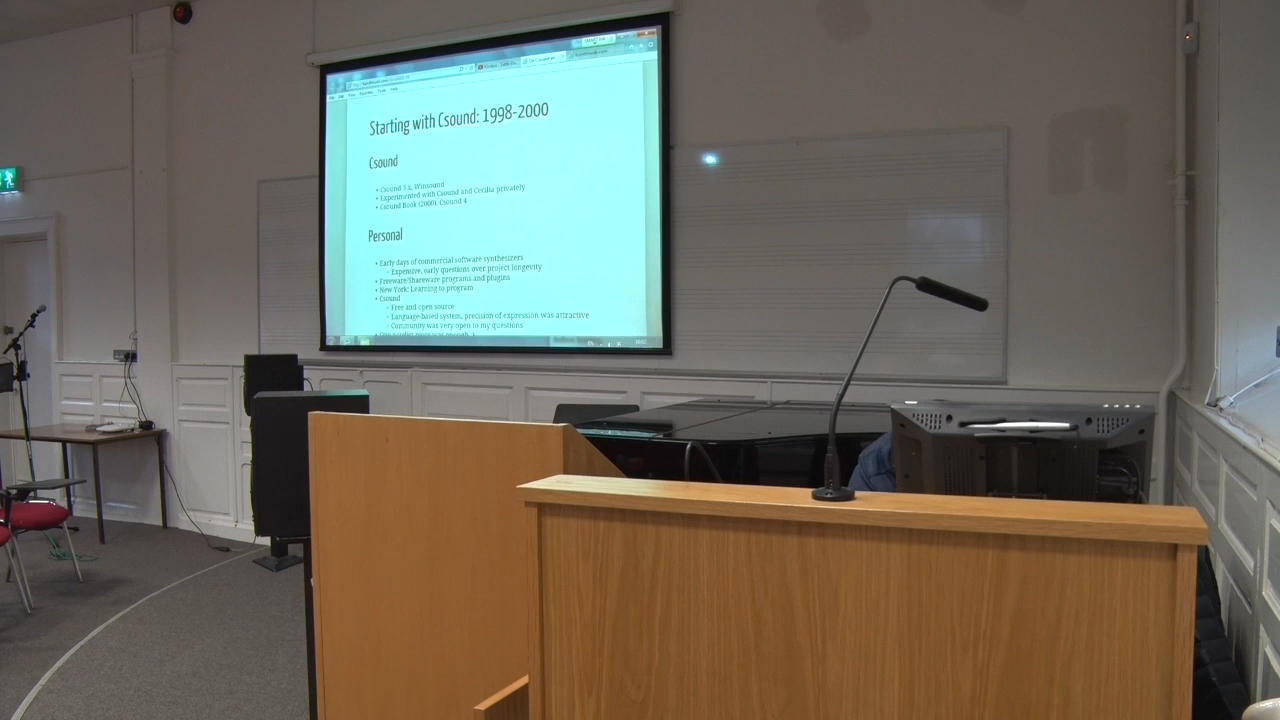 Starting with Csound: 1998-2000
Csound
• Csound 3.x, Winsound
• Experimented with Csound and Cecilia privately
• Csound Book (2000), Csound 4
Personal
• Early days of commercial software synthesizers
◦ Expensive, early questions over project longevity
• Freeware/Shareware programs and plugins
• New York: Learning to program
• Csound
◦ Free and open source
◦ Language-based system, precision of expression was attractive
◦ Community was very open to my questions